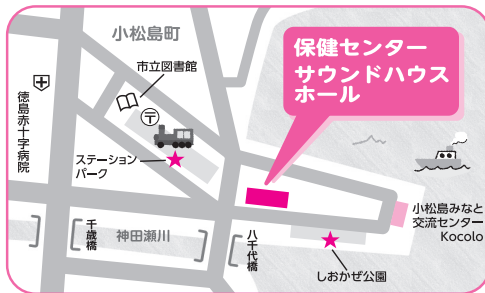 小松島町
市立図書館
〒
徳島赤十字病院
ステーション
パーク
保健センター
サウンドハウス
ホール
小松島みなと
交流センター
Kocolo
千歳橋
神田瀬川
八千代橋
しおかぜ公園